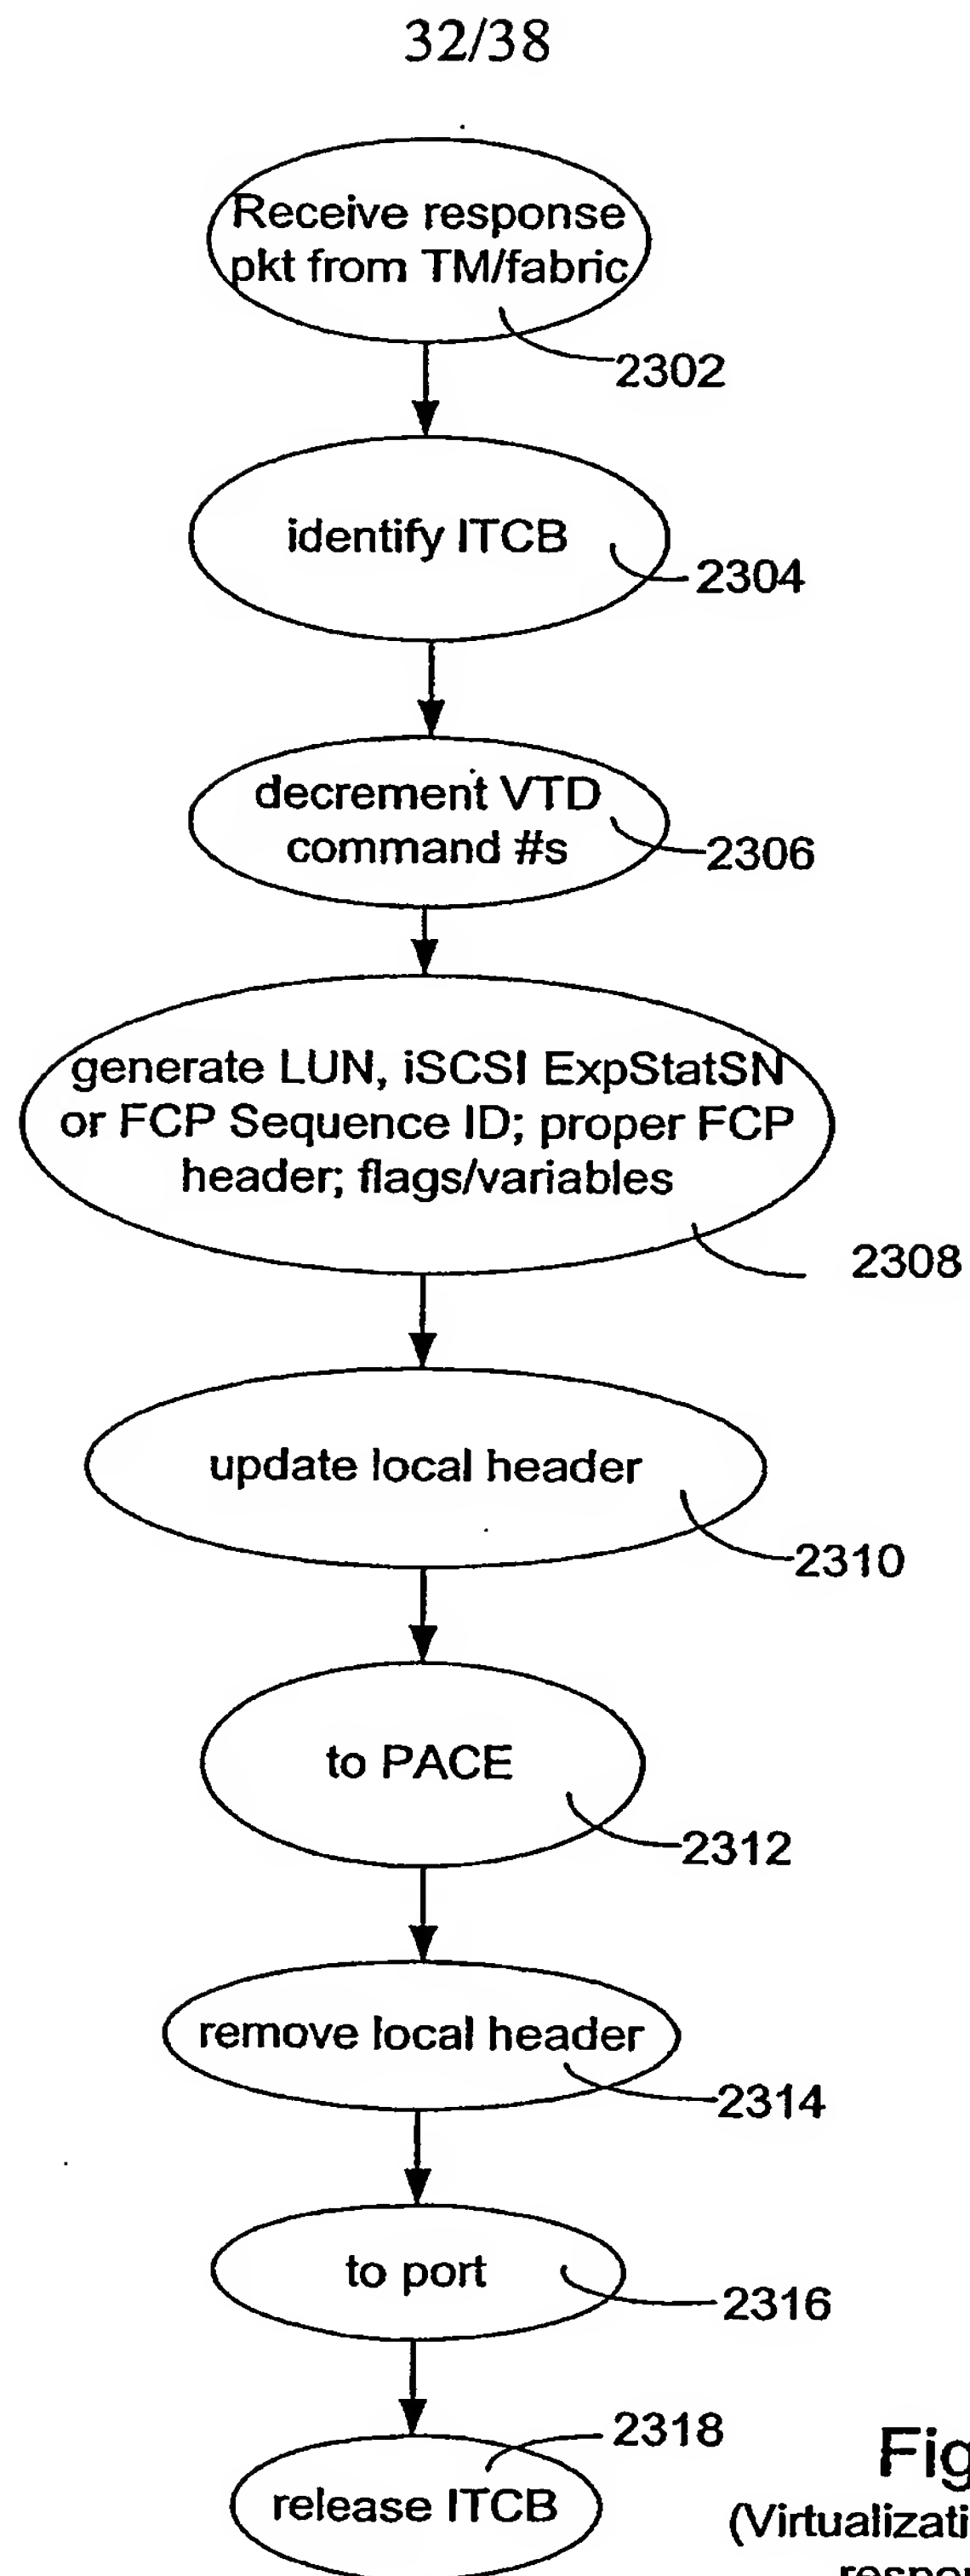 32/38
Receive response
pkt from TM/fabric
2302
identify ITCB
2304
decrement VTD
command #s
2306
generate LUN, iSCSI ExpStatSN
or FCP Sequence ID; proper FCP
header; flags/variables
2308
update local header
2310
to PACE
2312
remove local header
2314
to port
2316
2318
release ITCB
Fig
(Virtualizati